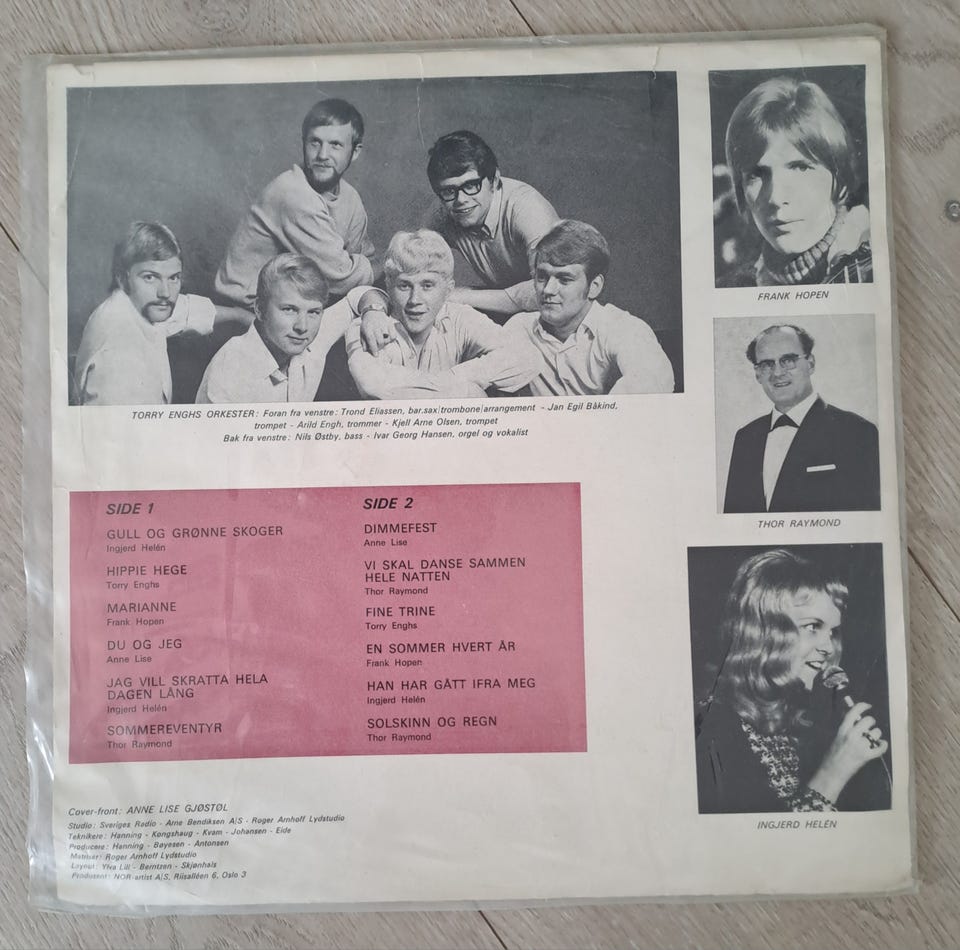 TORRY ENGHS ORKESTER: Foran fra venstre: Trond Eliassen, bar.sax|trombone|arrangement - Jan Egil Båkind,
trompet - Arild Engh, trommer - Kjell Arne Olsen, trompet
Bak fra venstre: Nils Østby, bass - Ivar Georg Hansen, orgel og vokalist
FRANK HOPEN
THOR RAYMOND
INGJERD HELÉN
SIDE 1
GULL OG GRØNNE SKOGER
Ingjerd Helén
HIPPIE HEGE
Torry Enghs
MARIANNE
Frank Hopen
DU OG JEG
Anne Lise
JAG VILL SKRATTA HELA
DAGEN LÅNG
Ingjerd Helén
SOMMEREVENTYR
Thor Raymond
SIDE 2
DIMMEFEST
Anne Lise
VI SKAL DANSE SAMMEN
HELE NATTEN
Thor Raymond
FINE TRINE
Torry Enghs
EN SOMMER HVERT ÅR
Frank Hopen
HAN HAR GÅTT IFRA MEG
Ingjerd Helén
SOLSKINN OG REGN
Thor Raymond
Cover-front: ANNE LISE GJØSTØL
Studio: Sveriges Radio - Arne Bendiksen A|S - Roger Arnhoff Lydstudio
Teknikere: Hanning - Kongshaug - Kvam - Johansen - Eide
Producere: Hanning - Bøyesen - Antonsen
Matriser: Roger Arnhoff Lydstudio
Layout: Ylva Lill - Berntzen - Skjønhals
Produsent: NOR-artist A|S, Riisalléen 6, Oslo 3